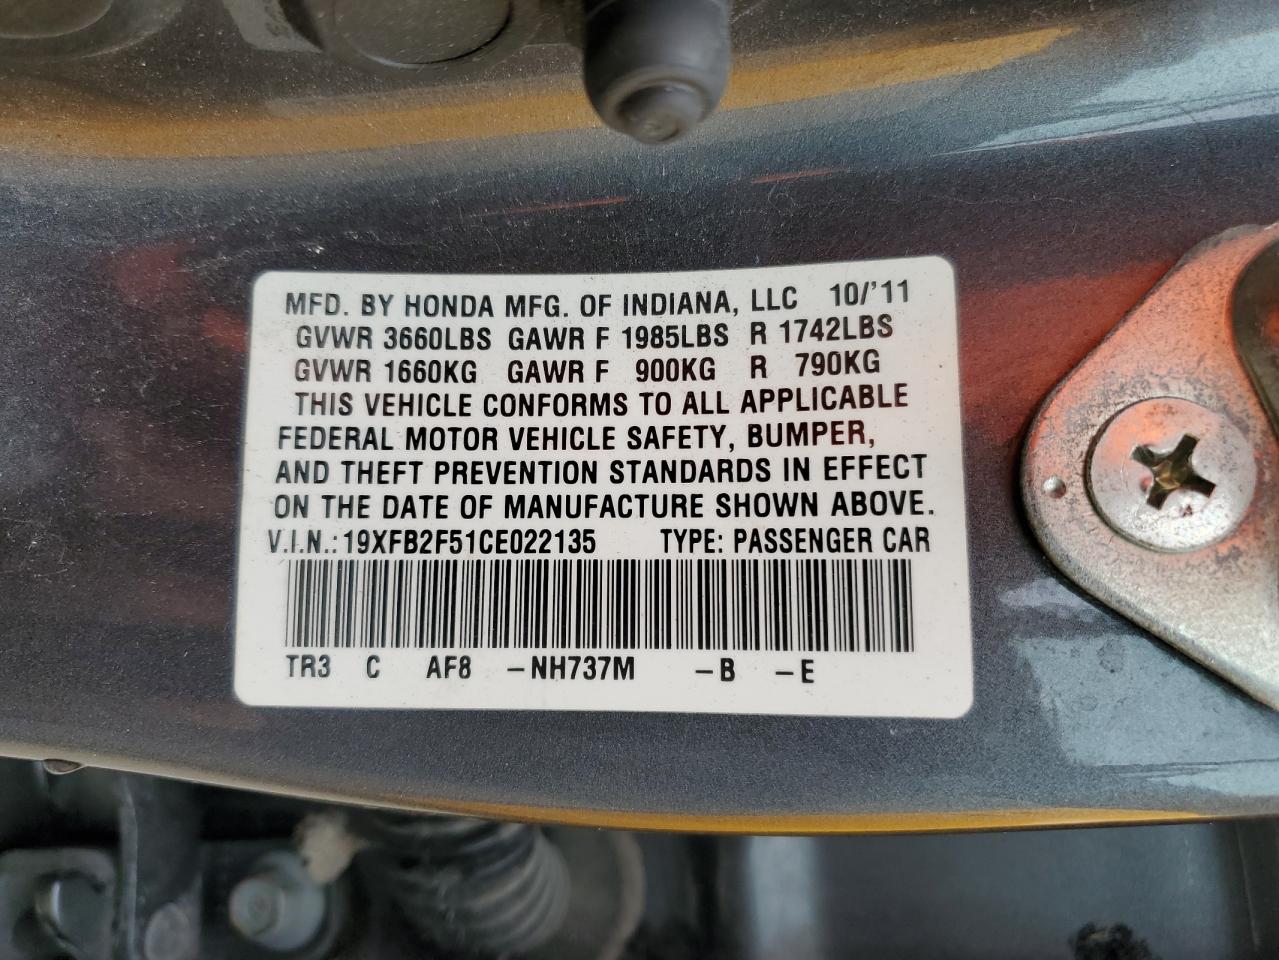 MFD. BY HONDA MFG. OF INDIANA, LLC 10/'11
GVWR 3660LBS GAWR F 1985LBS R 1742LBS
GVWR 1660KG GAWR F 900KG R 790KG
THIS VEHICLE CONFORMS TO ALL APPLICABLE
FEDERAL MOTOR VEHICLE SAFETY, BUMPER,
AND THEFT PREVENTION STANDARDS IN EFFECT
ON THE DATE OF MANUFACTURE SHOWN ABOVE.
V.I.N.: 19XFB2F51CE022135 TYPE: PASSENGER CAR
TR3 C AF8 -NH737M -B -E